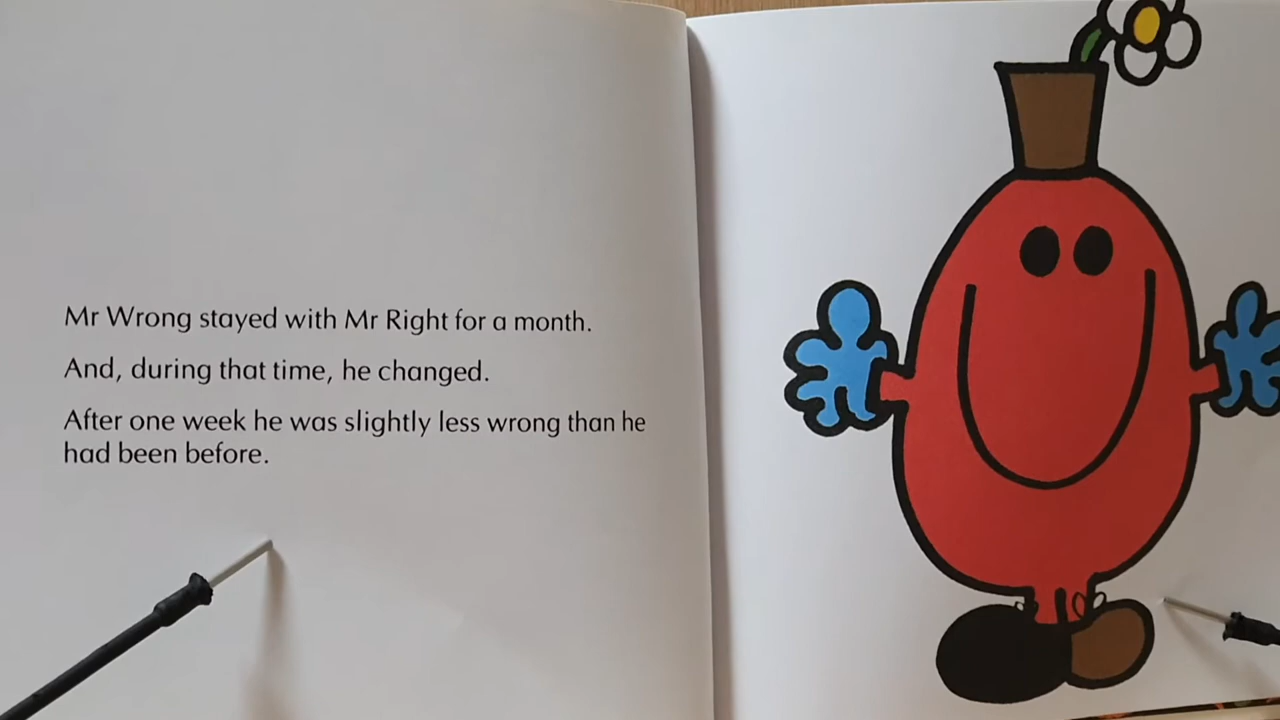 Mr Wrong stayed with Mr Right for a month.
And, during that time, he changed.
After one week he was slightly less wrong than he
had been before.